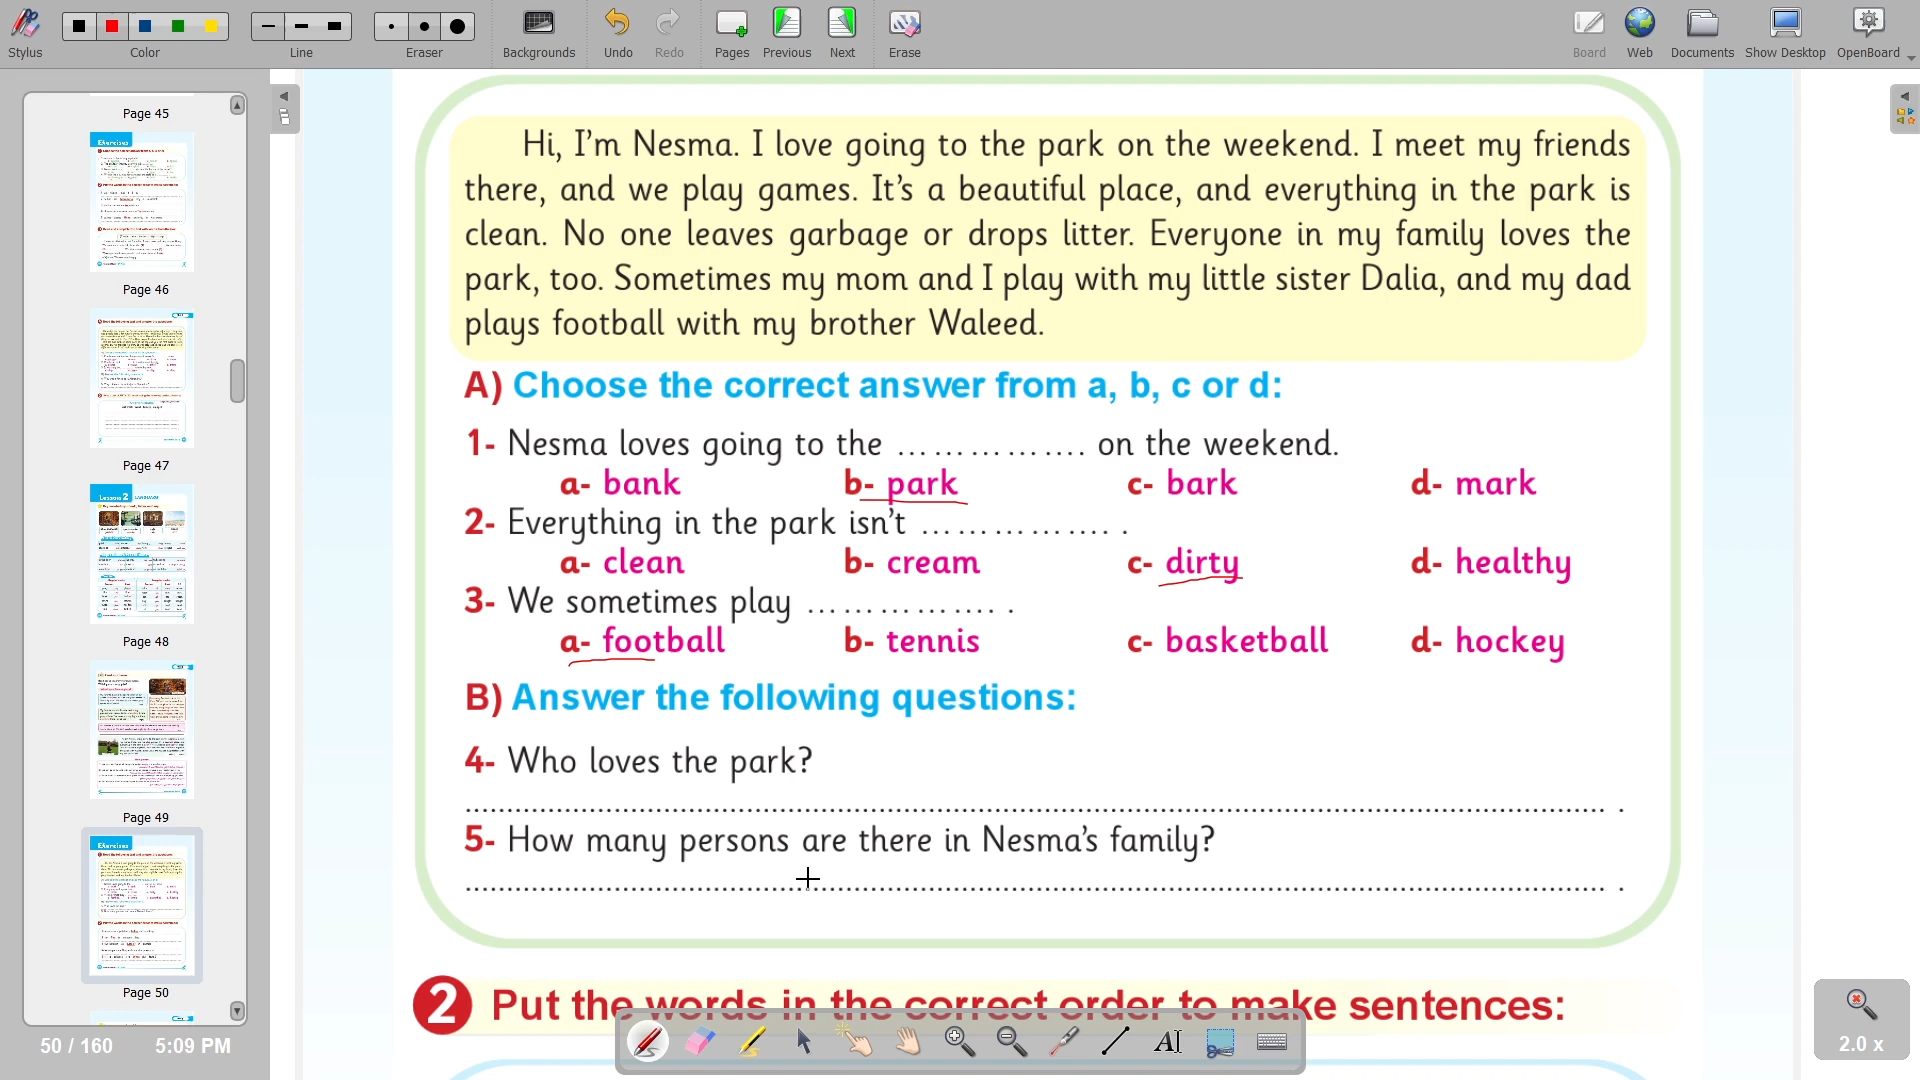 Stylus
Color
Line
Eraser
Backgrounds
Undo
Redo
Pages
Previous
Next
Erase
Board
Web
Documents
Show Desktop
OpenBoard
Page 45
Page 46
Page 47
Page 48
Page 49
Page 50
50 / 160
5:09 PM
Hi, I'm Nesma. I love going to the park on the weekend. I meet my friends
there, and we play games. It's a beautiful place, and everything in the park is
clean. No one leaves garbage or drops litter. Everyone in my family loves the
park, too. Sometimes my mom and I play with my little sister Dalia, and my dad
plays football with my brother Waleed.
A) Choose the correct answer from a, b, c or d:
1- Nesma loves going to the ................ on the weekend.
a- bank b- park c- bark d- mark
2- Everything in the park isn't ................ .
a- clean b- cream c- dirty d- healthy
3- We sometimes play ................ .
a- football b- tennis c- basketball d- hockey
B) Answer the following questions:
4- Who loves the park?
5- How many persons are there in Nesma's family?
2 Put the words in the correct order to make sentences:
2.0 x